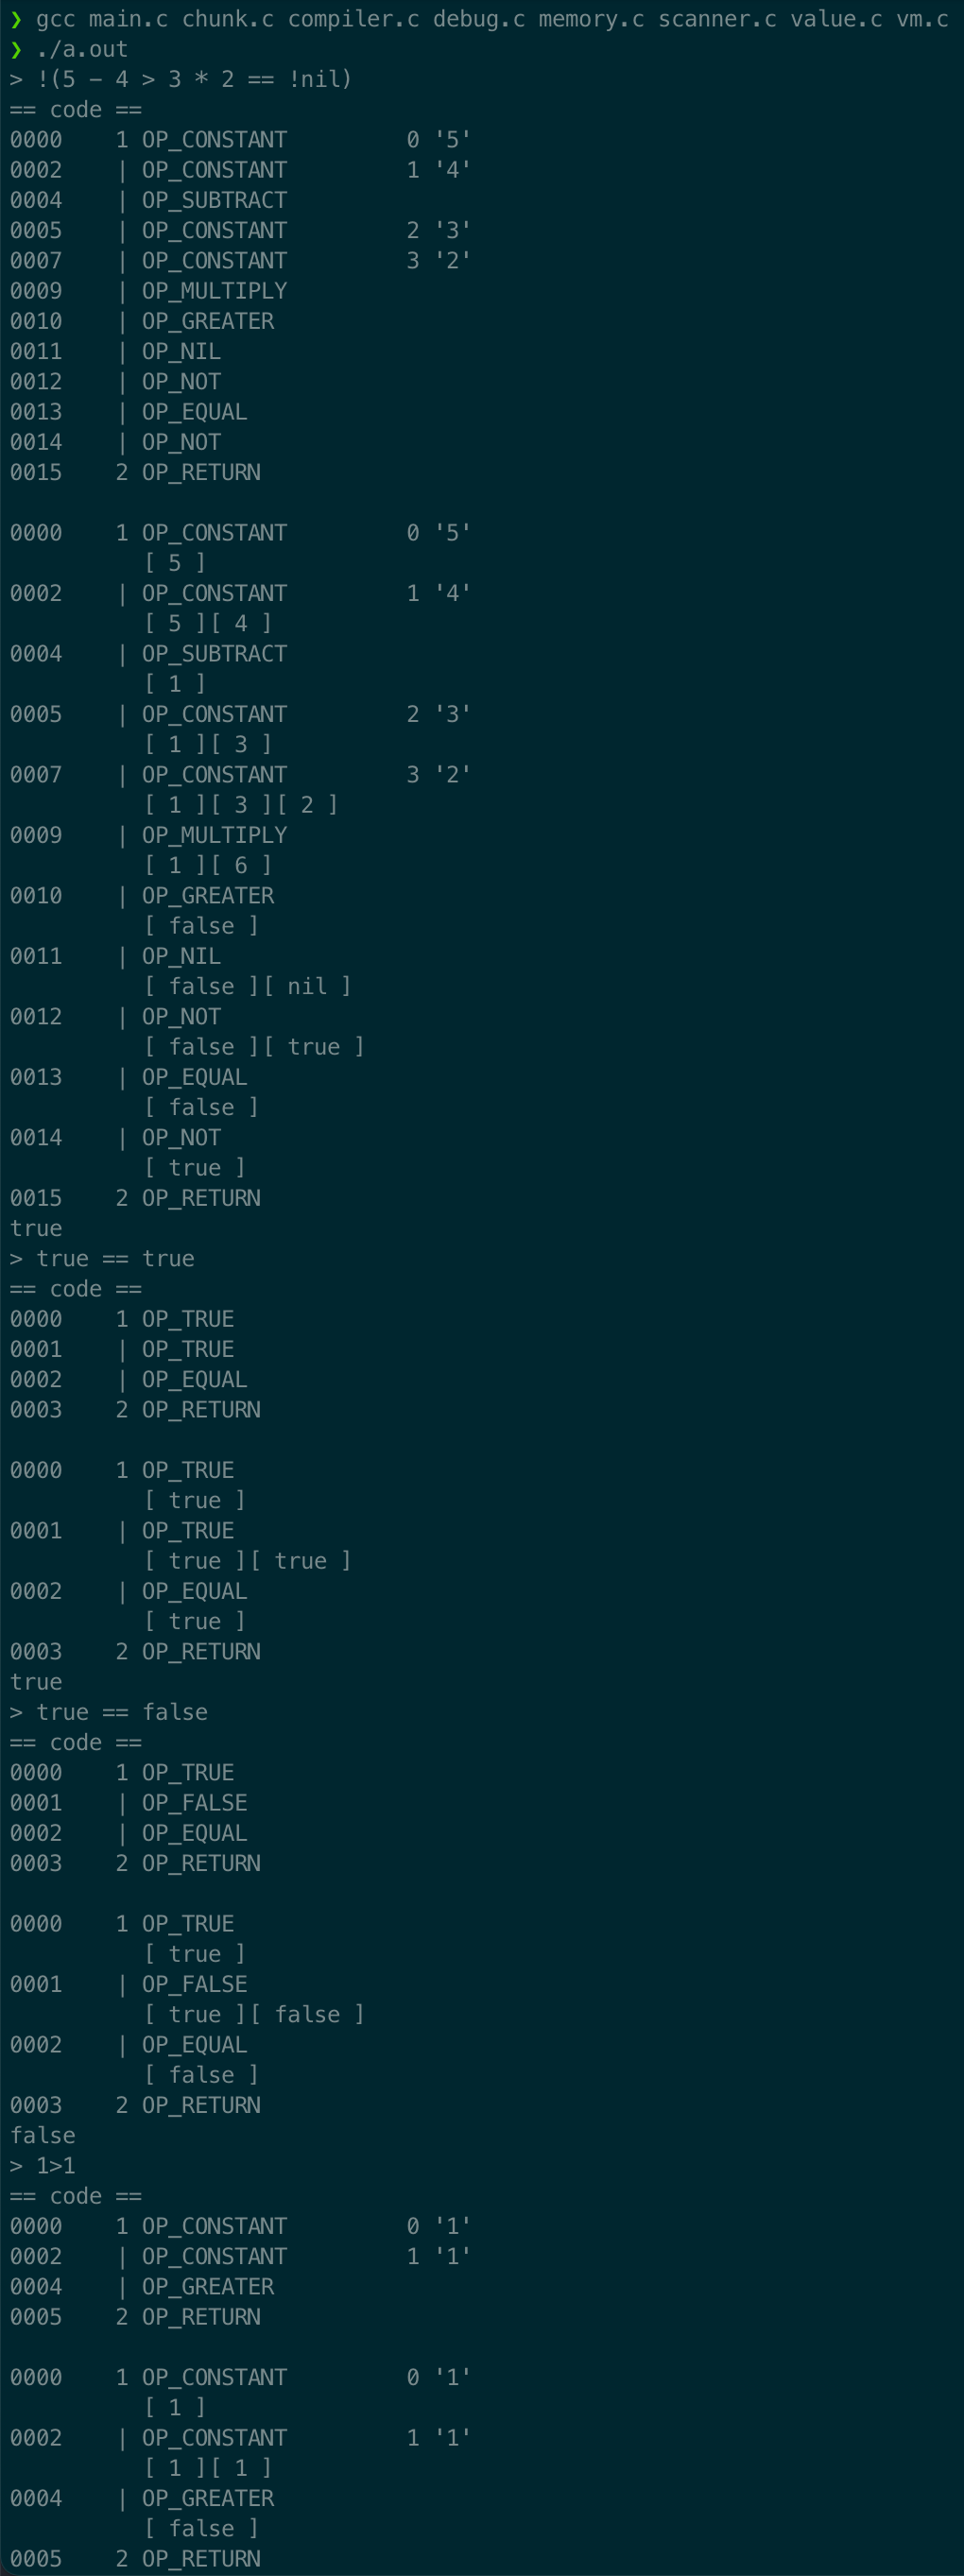 ❯ gcc main.c chunk.c compiler.c debug.c memory.c scanner.c value.c vm.c
❯ ./a.out
> !(5 - 4 > 3 * 2 == !nil)
== code ==
0000    1 OP_CONSTANT         0 '5'
0002    | OP_CONSTANT         1 '4'
0004    | OP_SUBTRACT
0005    | OP_CONSTANT         2 '3'
0007    | OP_CONSTANT         3 '2'
0009    | OP_MULTIPLY
0010    | OP_GREATER
0011    | OP_NIL
0012    | OP_NOT
0013    | OP_EQUAL
0014    | OP_NOT
0015    2 OP_RETURN

0000    1 OP_CONSTANT         0 '5'
          [ 5 ]
0002    | OP_CONSTANT         1 '4'
          [ 5 ][ 4 ]
0004    | OP_SUBTRACT
          [ 1 ]
0005    | OP_CONSTANT         2 '3'
          [ 1 ][ 3 ]
0007    | OP_CONSTANT         3 '2'
          [ 1 ][ 3 ][ 2 ]
0009    | OP_MULTIPLY
          [ 1 ][ 6 ]
0010    | OP_GREATER
          [ false ]
0011    | OP_NIL
          [ false ][ nil ]
0012    | OP_NOT
          [ false ][ true ]
0013    | OP_EQUAL
          [ false ]
0014    | OP_NOT
          [ true ]
0015    2 OP_RETURN
true
> true == true
== code ==
0000    1 OP_TRUE
0001    | OP_TRUE
0002    | OP_EQUAL
0003    2 OP_RETURN

0000    1 OP_TRUE
          [ true ]
0001    | OP_TRUE
          [ true ][ true ]
0002    | OP_EQUAL
          [ true ]
0003    2 OP_RETURN
true
> true == false
== code ==
0000    1 OP_TRUE
0001    | OP_FALSE
0002    | OP_EQUAL
0003    2 OP_RETURN

0000    1 OP_TRUE
          [ true ]
0001    | OP_FALSE
          [ true ][ false ]
0002    | OP_EQUAL
          [ false ]
0003    2 OP_RETURN
false
> 1>1
== code ==
0000    1 OP_CONSTANT         0 '1'
0002    | OP_CONSTANT         1 '1'
0004    | OP_GREATER
0005    2 OP_RETURN

0000    1 OP_CONSTANT         0 '1'
          [ 1 ]
0002    | OP_CONSTANT         1 '1'
          [ 1 ][ 1 ]
0004    | OP_GREATER
          [ false ]
0005    2 OP_RETURN